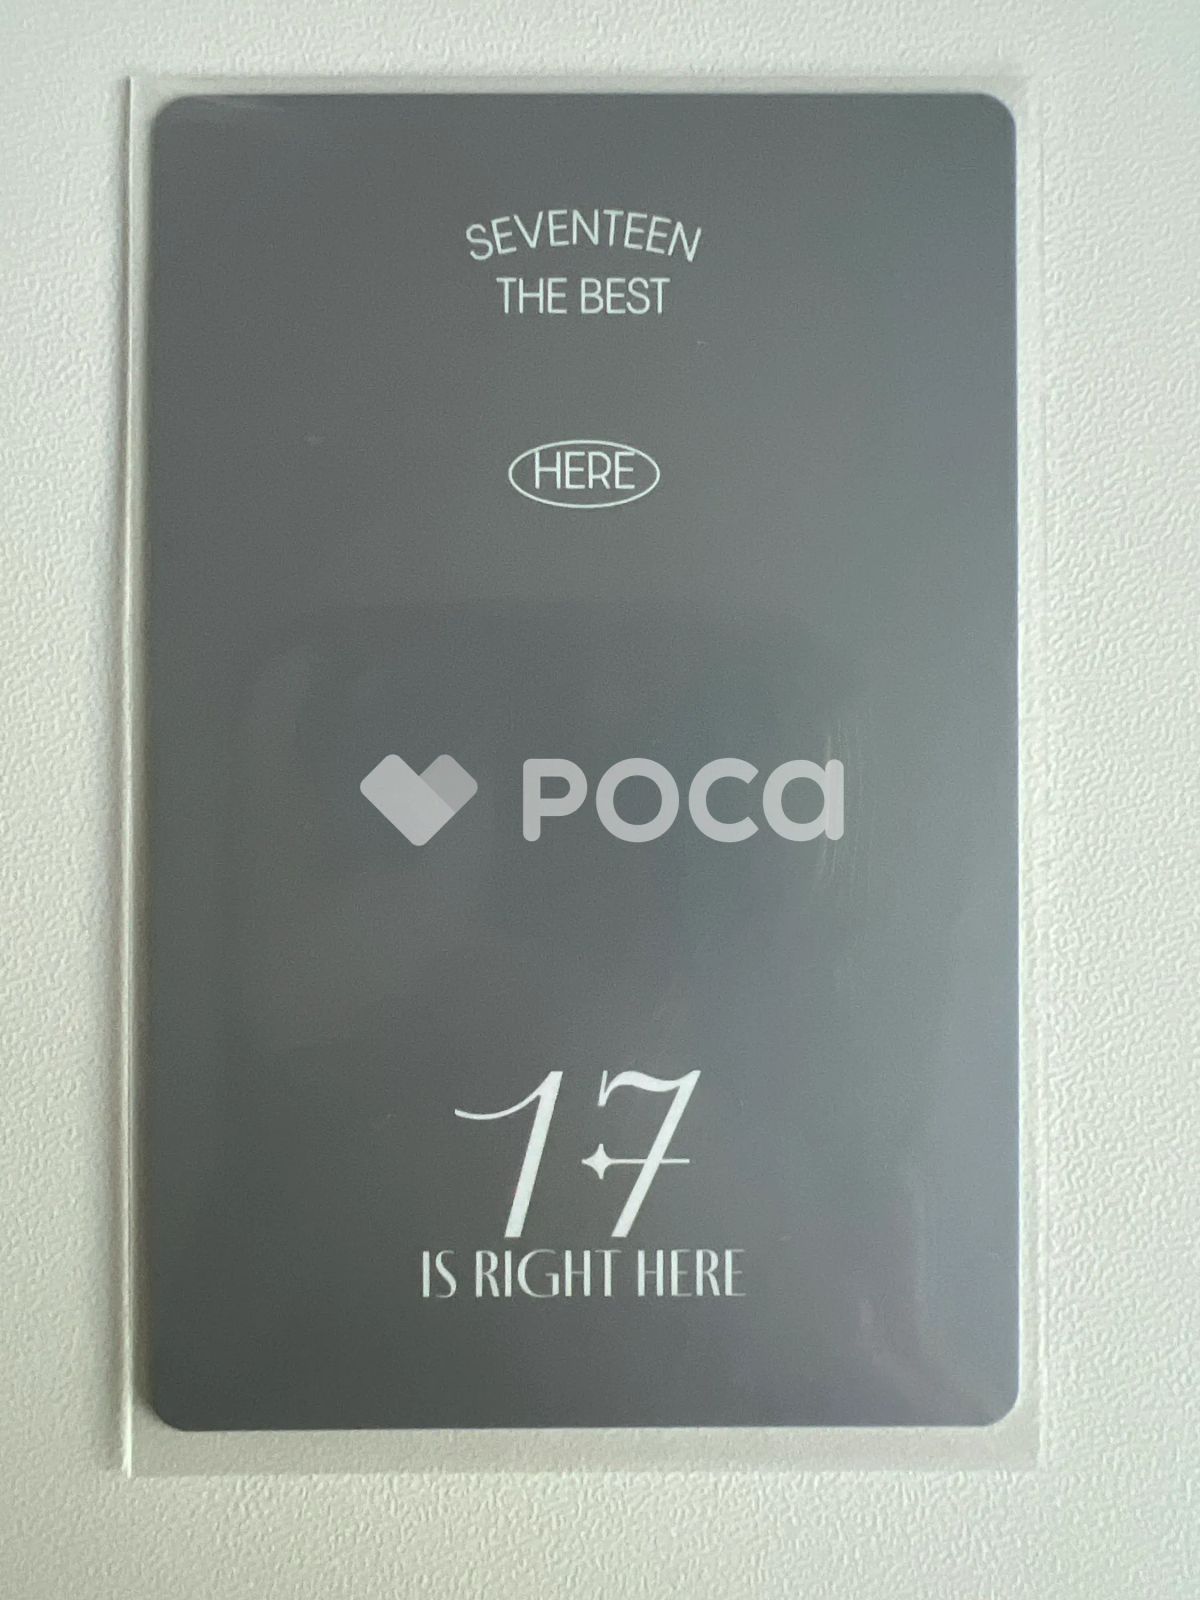 SEVENTEEN
THE BEST
HERE
POCA
17
IS RIGHT HERE